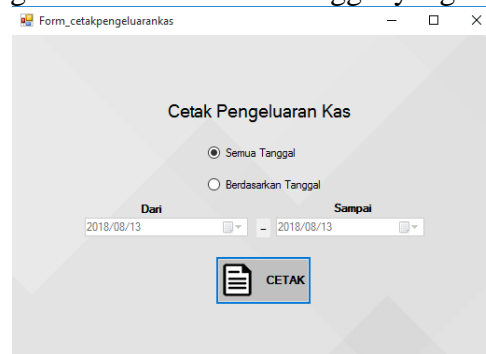 Form_cetakpengeluarankas
Cetak Pengeluaran Kas
Semua Tanggal
Berdasarkan Tanggal
Dari Sampai
2018/08/13 - 2018/08/13
CETAK